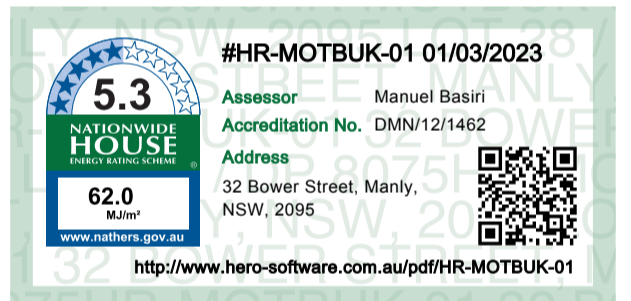 #HR-MOTBUK-01 01/03/2023
5.3
NATIONWIDE
HOUSE
ENERGY RATING SCHEME
®
62.0
MJ/m²
www.nathers.gov.au
Assessor Manuel Basiri
Accreditation No. DMN/12/1462
Address
32 Bower Street, Manly,
NSW, 2095
http://www.hero-software.com.au/pdf/HR-MOTBUK-01